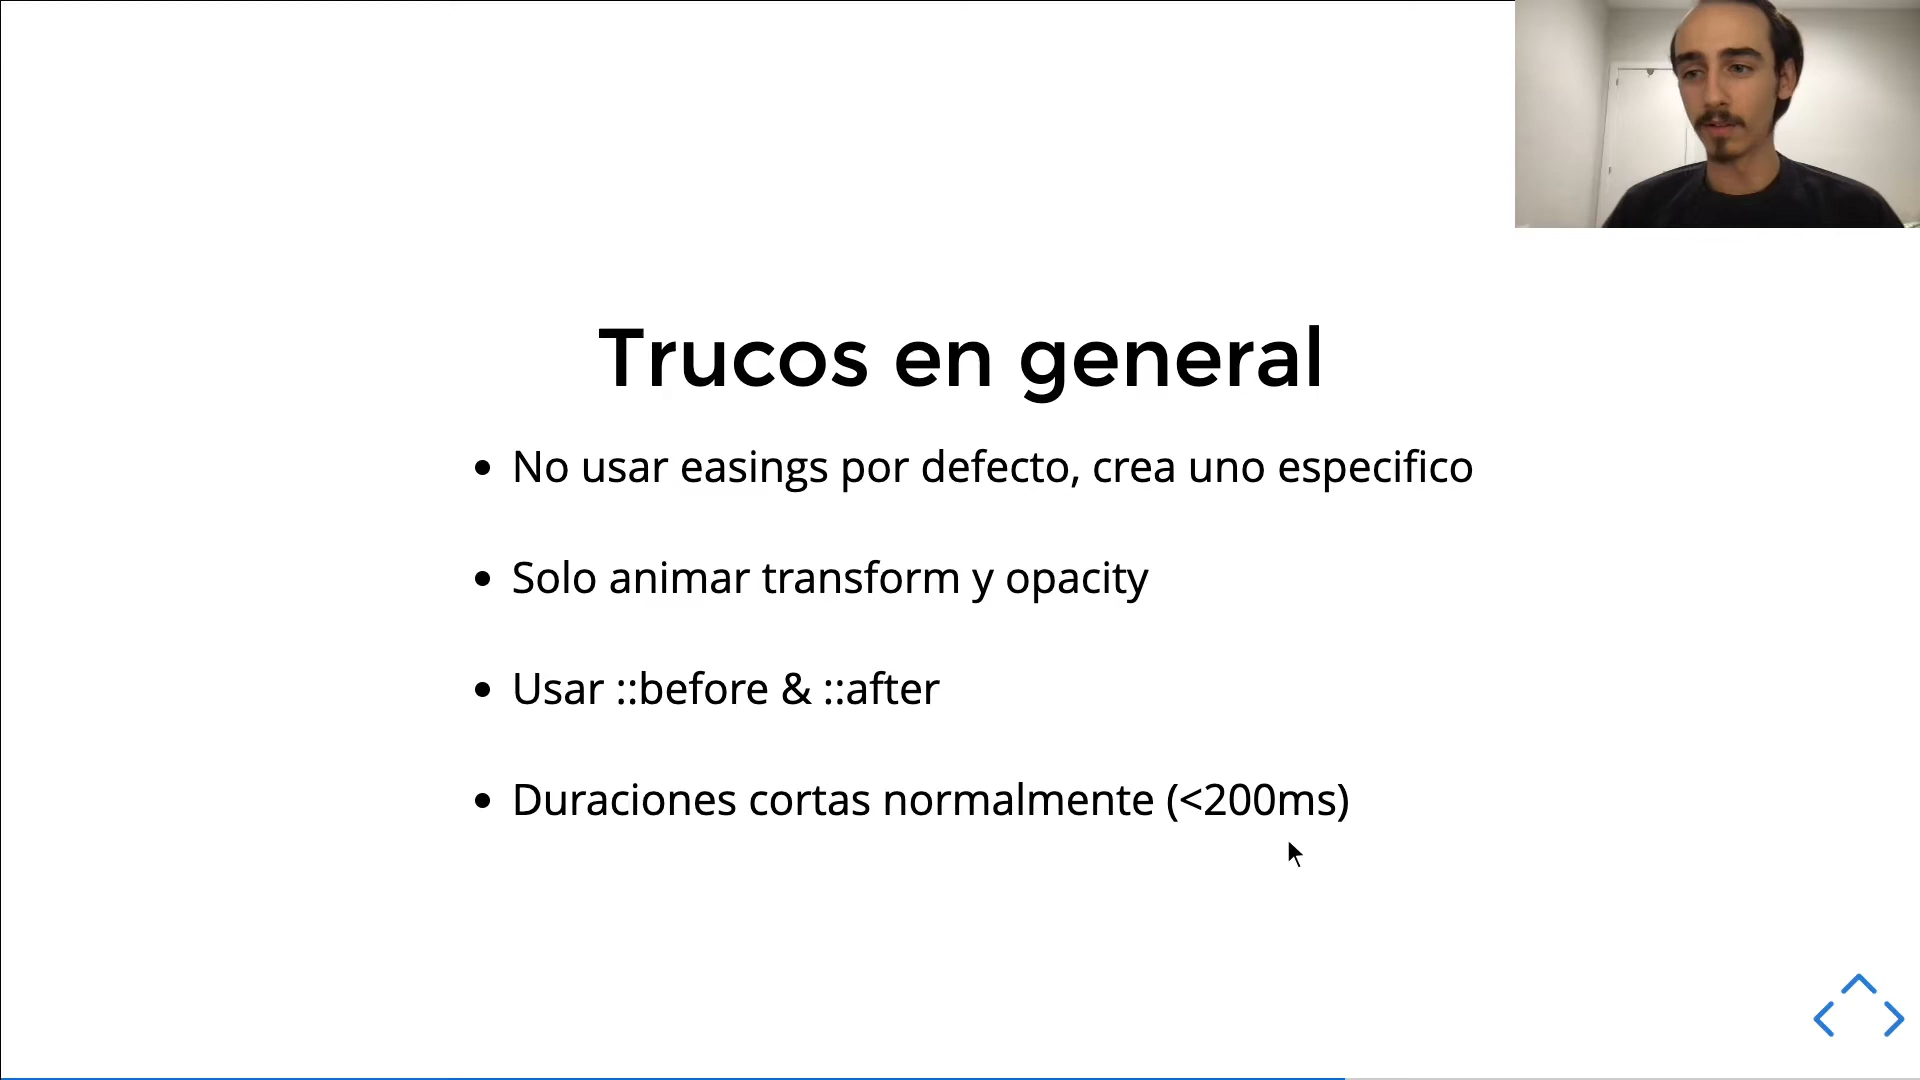 Trucos en general
No usar easings por defecto, crea uno especifico
Solo animar transform y opacity
Usar ::before & ::after
Duraciones cortas normalmente (<200ms)